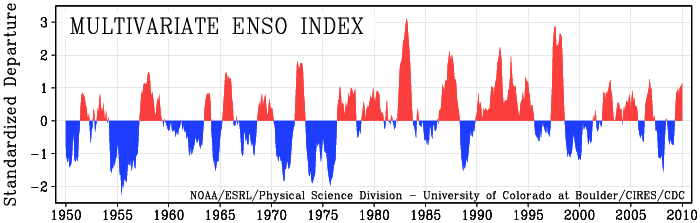 MULTIVARIATE ENSO INDEX
Standardized Departure
3
2
1
0
−1
−2
NOAA/ESRL/Physical Science Division − University of Colorado at Boulder/CIRES/CDC
1950 1955 1960 1965 1970 1975 1980 1985 1990 1995 2000 2005 2010